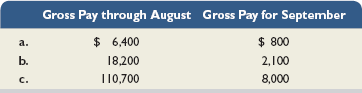 Gross Pay through August Gross Pay for September
a. $ 6,400 $ 800
b. 18,200 2,100
c. 110,700 8,000